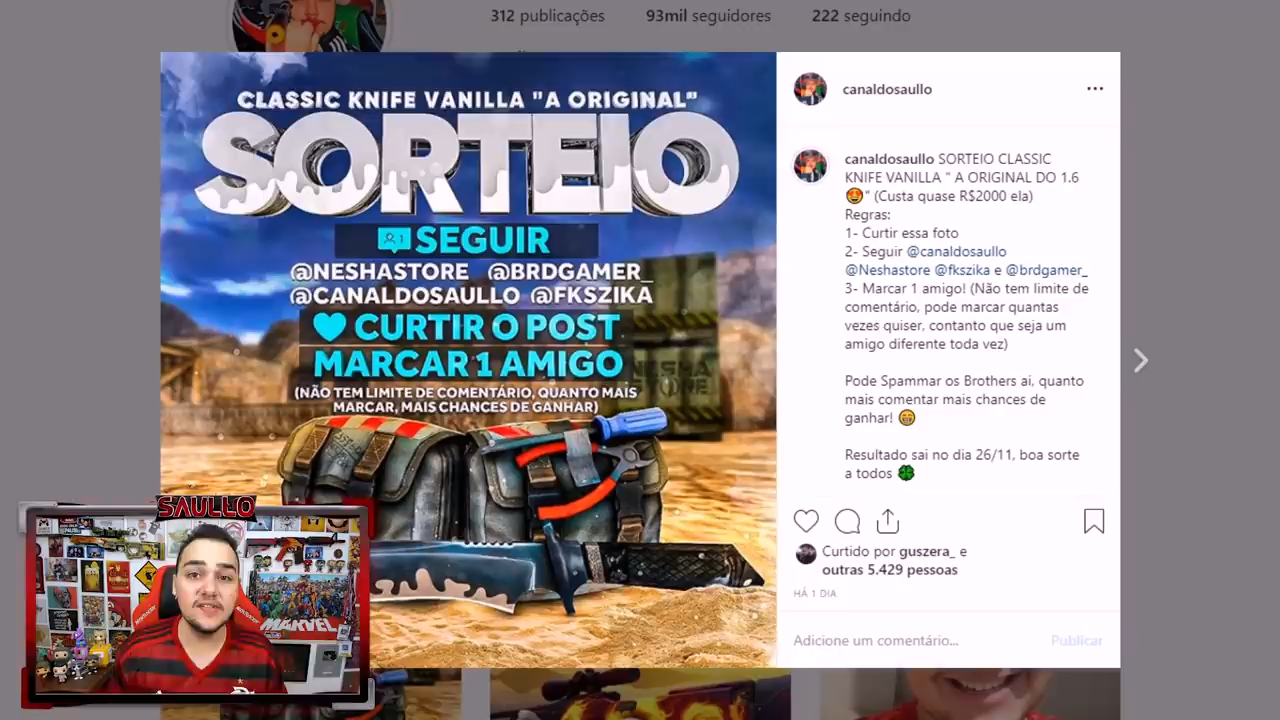 312 publicações 93mil seguidores 222 seguindo
CLASSIC KNIFE VANILLA "A ORIGINAL"
SORTEIO
1 SEGUIR
@NESHASTORE @BRDGAMER_
@CANALDOSAULLO @FKSZIKA
CURTIR O POST
MARCAR 1 AMIGO
(NÃO TEM LIMITE DE COMENTÁRIO, QUANTO MAIS
MARCAR, MAIS CHANCES DE GANHAR)
NESHA
STORE
canaldosaullo
canaldosaullo SORTEIO CLASSIC
KNIFE VANILLA " A ORIGINAL DO 1.6
🤩" (Custa quase R$2000 ela)
Regras:
1- Curtir essa foto
2- Seguir @canaldosaullo
@Neshastore @fkszika e @brdgamer_
3- Marcar 1 amigo! (Não tem limite de
comentário, pode marcar quantas
vezes quiser, contanto que seja um
amigo diferente toda vez)
Pode Spammar os Brothers ai, quanto
mais comentar mais chances de
ganhar! 😁
Resultado sai no dia 26/11, boa sorte
a todos 🍀
Curtido por guszera_ e
outras 5.429 pessoas
HÁ 1 DIA
Adicione um comentário... Publicar
SAULLO
MARVEL